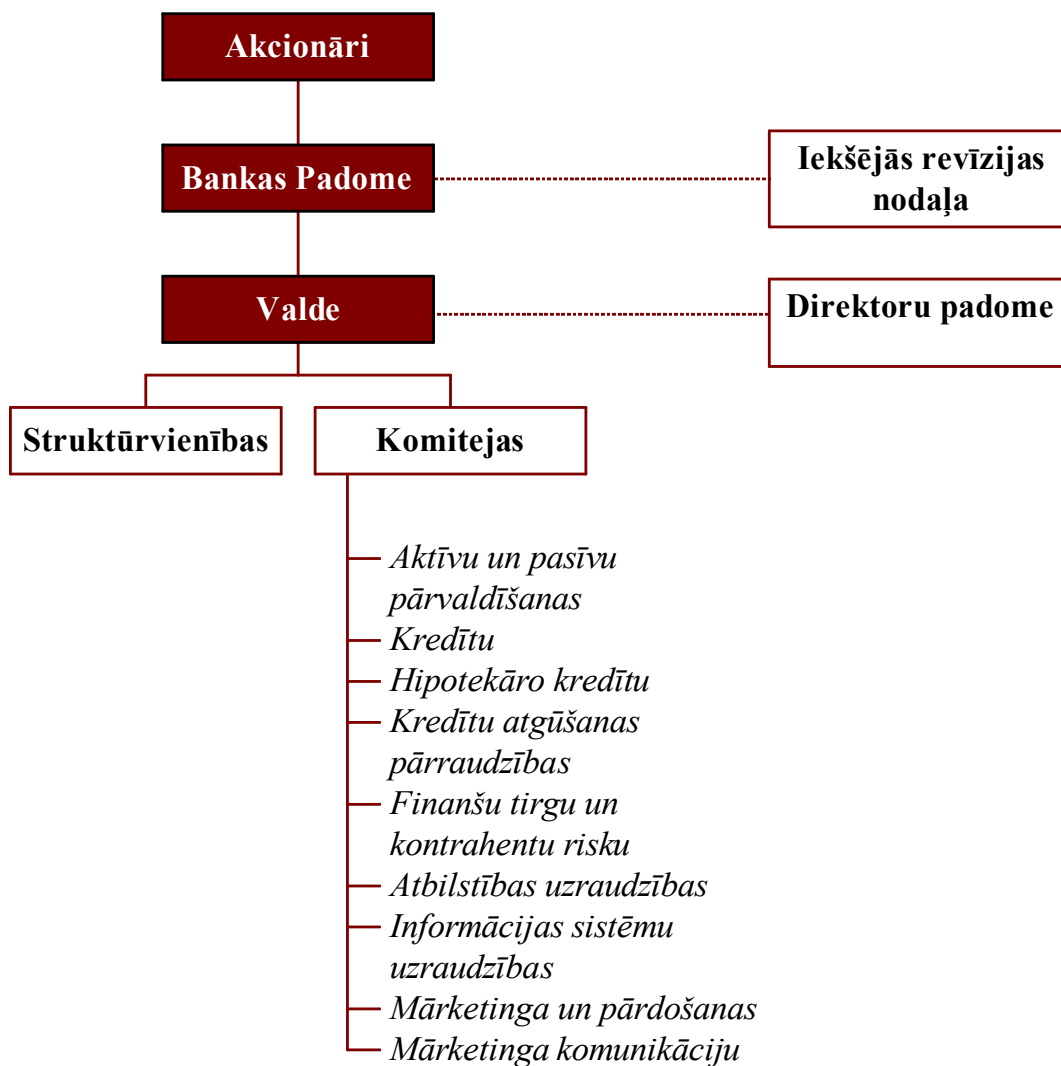 Akcionāri
Bankas Padome
Iekšējās revīzijas
nodaļa
Valde
Direktoru padome
Struktūrvienības
Komitejas
Aktīvu un pasīvu
pārvaldīšanas
Kredītu
Hipotekāro kredītu
Kredītu atgūšanas
pārraudzības
Finanšu tirgu un
kontrahentu risku
Atbilstības uzraudzības
Informācijas sistēmu
uzraudzības
Mārketinga un pārdošanas
Mārketinga komunikāciju